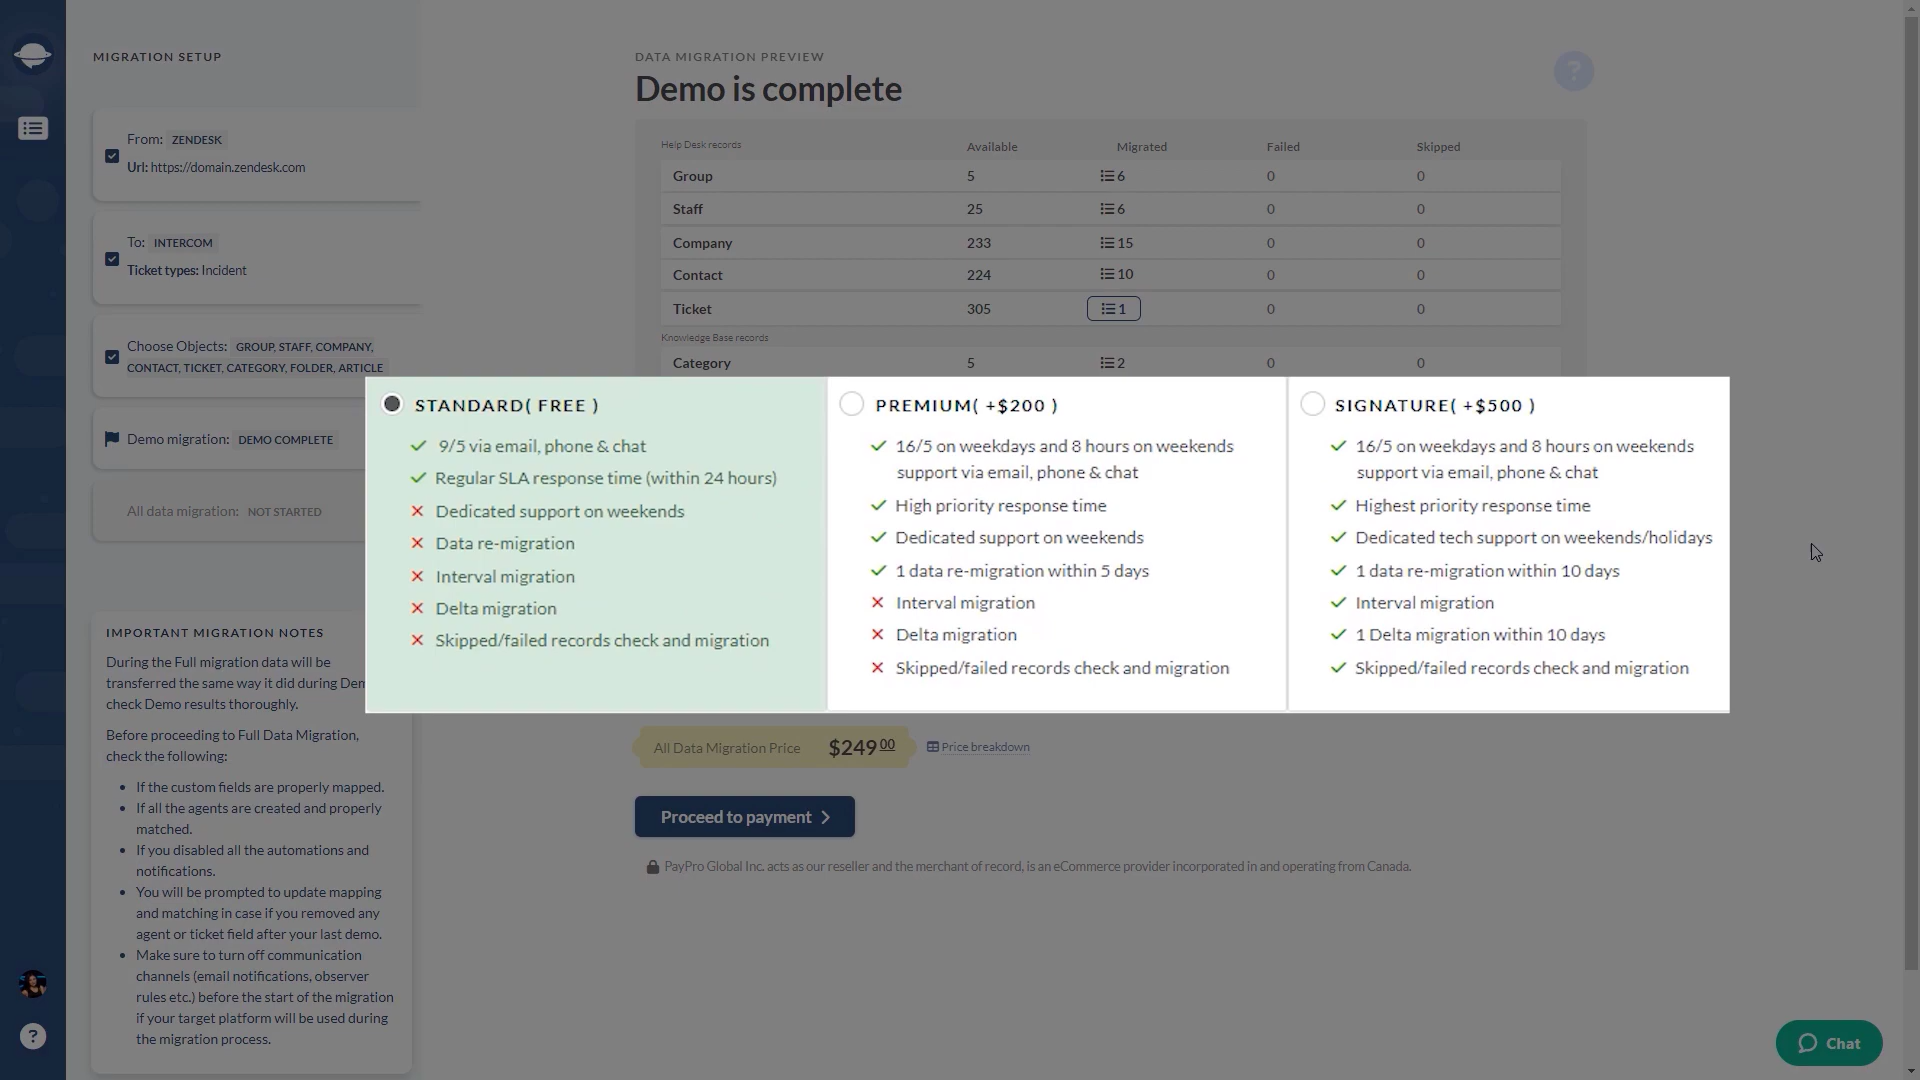 MIGRATION SETUP
From: ZENDESK
Url: https://domain.zendesk.com
To: INTERCOM
Ticket types: Incident
Choose Objects: GROUP, STAFF, COMPANY,
CONTACT, TICKET, CATEGORY, FOLDER, ARTICLE
Demo migration: DEMO COMPLETE
All data migration: NOT STARTED
IMPORTANT MIGRATION NOTES
During the Full migration data will be
transferred the same way it did during Dem
check Demo results thoroughly.
Before proceeding to Full Data Migration,
check the following:
• If the custom fields are properly mapped.
• If all the agents are created and properly
matched.
• If you disabled all the automations and
notifications.
• You will be prompted to update mapping
and matching in case if you removed any
agent or ticket field after your last demo.
• Make sure to turn off communication
channels (email notifications, observer
rules etc.) before the start of the migration
if your target platform will be used during
the migration process.
?
DATA MIGRATION PREVIEW
Demo is complete
?
Help Desk records Available Migrated Failed Skipped
Group 5 6 0 0
Staff 25 6 0 0
Company 233 15 0 0
Contact 224 10 0 0
Ticket 305 1 0 0
Knowledge Base records
Category 5 2 0 0
STANDARD( FREE )
9/5 via email, phone & chat
Regular SLA response time (within 24 hours)
Dedicated support on weekends
Data re-migration
Interval migration
Delta migration
Skipped/failed records check and migration
PREMIUM( +$200 )
16/5 on weekdays and 8 hours on weekends
support via email, phone & chat
High priority response time
Dedicated support on weekends
1 data re-migration within 5 days
Interval migration
Delta migration
Skipped/failed records check and migration
SIGNATURE( +$500 )
16/5 on weekdays and 8 hours on weekends
support via email, phone & chat
Highest priority response time
Dedicated tech support on weekends/holidays
1 data re-migration within 10 days
Interval migration
1 Delta migration within 10 days
Skipped/failed records check and migration
All Data Migration Price $249.00 Price breakdown
Proceed to payment
PayPro Global Inc. acts as our reseller and the merchant of record, is an eCommerce provider incorporated in and operating from Canada.
Chat